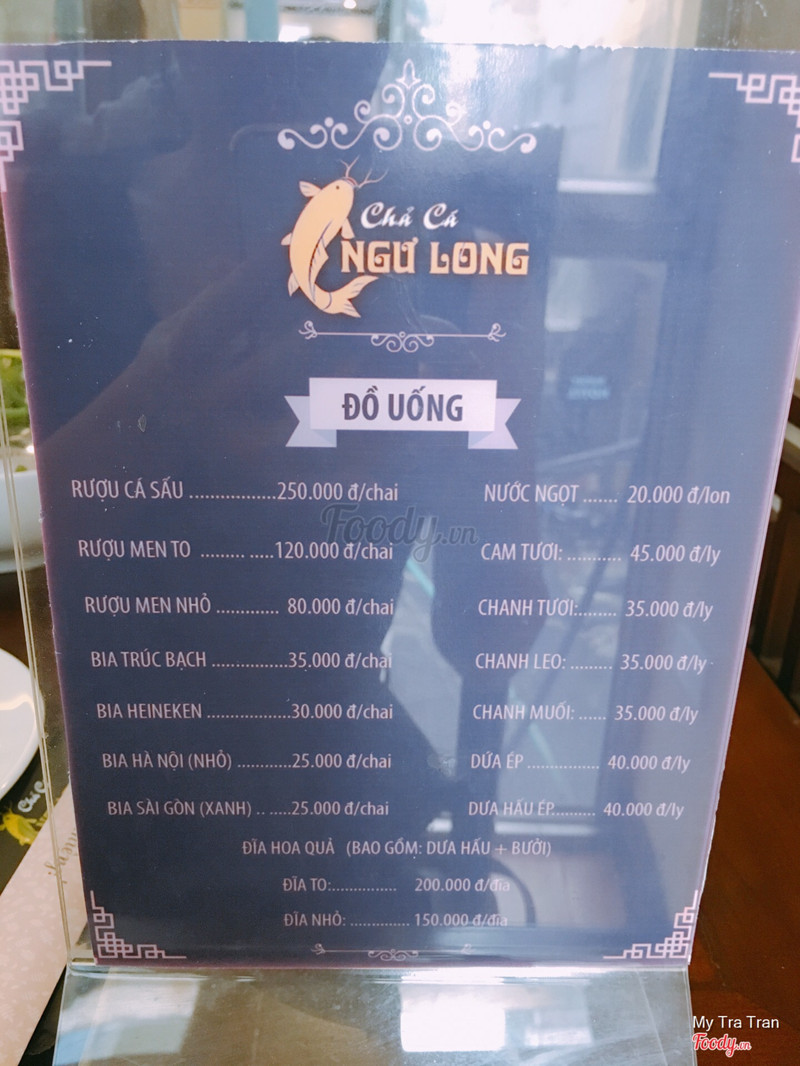 Chả Cá
NGƯ LONG
ĐỒ UỐNG
RƯỢU CÁ SẤU .................250.000 đ/chai
RƯỢU MEN TO ......... .....120.000 đ/chai
RƯỢU MEN NHỎ ............. 80.000 đ/chai
BIA TRÚC BẠCH ...............35.000 đ/chai
BIA HEINEKEN ................30.000 đ/chai
BIA HÀ NỘI (NHỎ) ............25.000 đ/chai
BIA SÀI GÒN (XANH) .. .....25.000 đ/chai
NƯỚC NGỌT ....... 20.000 đ/lon
CAM TƯƠI: ........... 45.000 đ/ly
CHANH TƯƠI:........ 35.000 đ/ly
CHANH LEO: ......... 35.000 đ/ly
CHANH MUỐI: ...... 35.000 đ/ly
DỨA ÉP ................ 40.000 đ/ly
DƯA HẤU ÉP.......... 40.000 đ/ly
ĐĨA HOA QUẢ (BAO GỒM: DƯA HẤU + BƯỞI)
ĐĨA TO:............... 200.000 đ/đĩa
ĐĨA NHỎ: ............. 150.000 đ/đĩa
Foody.vn
My Tra Tran
Foody.vn